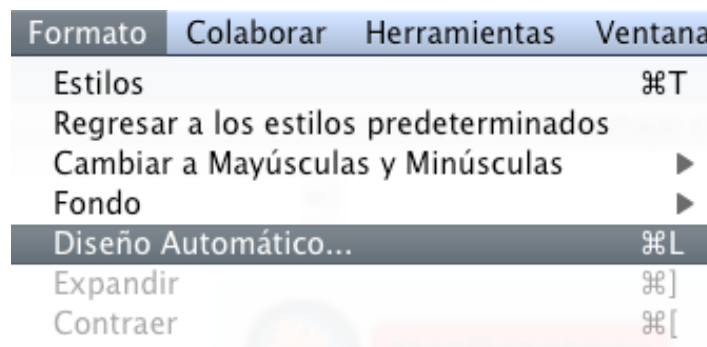 Formato Colaborar Herramientas Ventana
Estilos ⌘T
Regresar a los estilos predeterminados
Cambiar a Mayúsculas y Minúsculas
Fondo
Diseño Automático... ⌘L
Expandir ⌘]
Contraer ⌘[